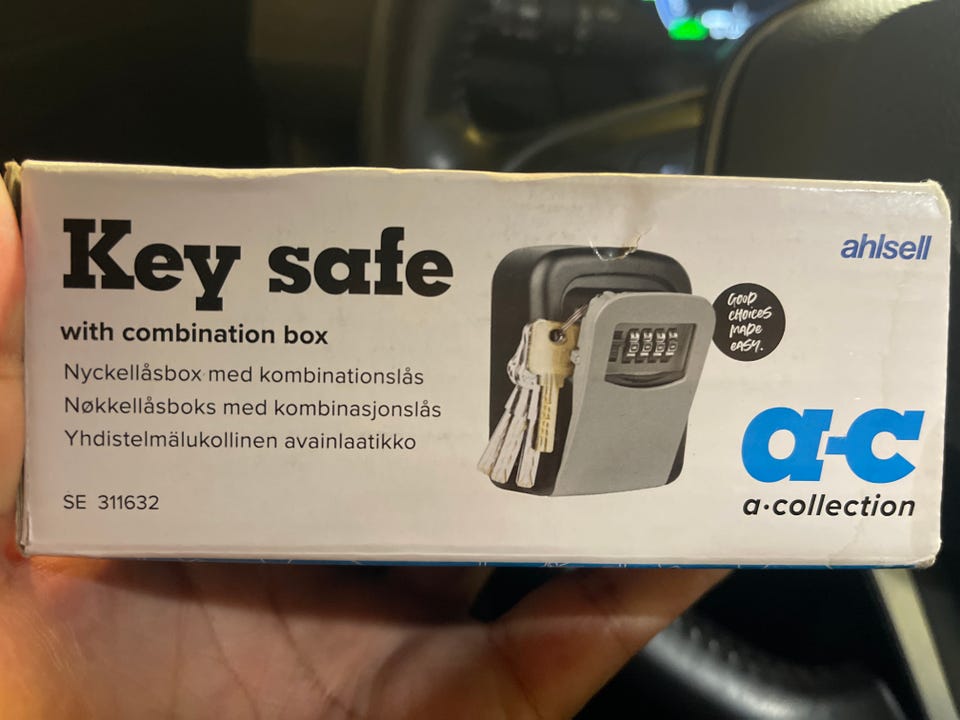 Key safe
with combination box
Nyckellåsbox med kombinationslås
Nøkkellåsboks med kombinasjonslås
Yhdistelmälukollinen avainlaatikko
SE 311632
ahlsell
GOOD
CHOICES
MADE
EASY.
a-c
a·collection